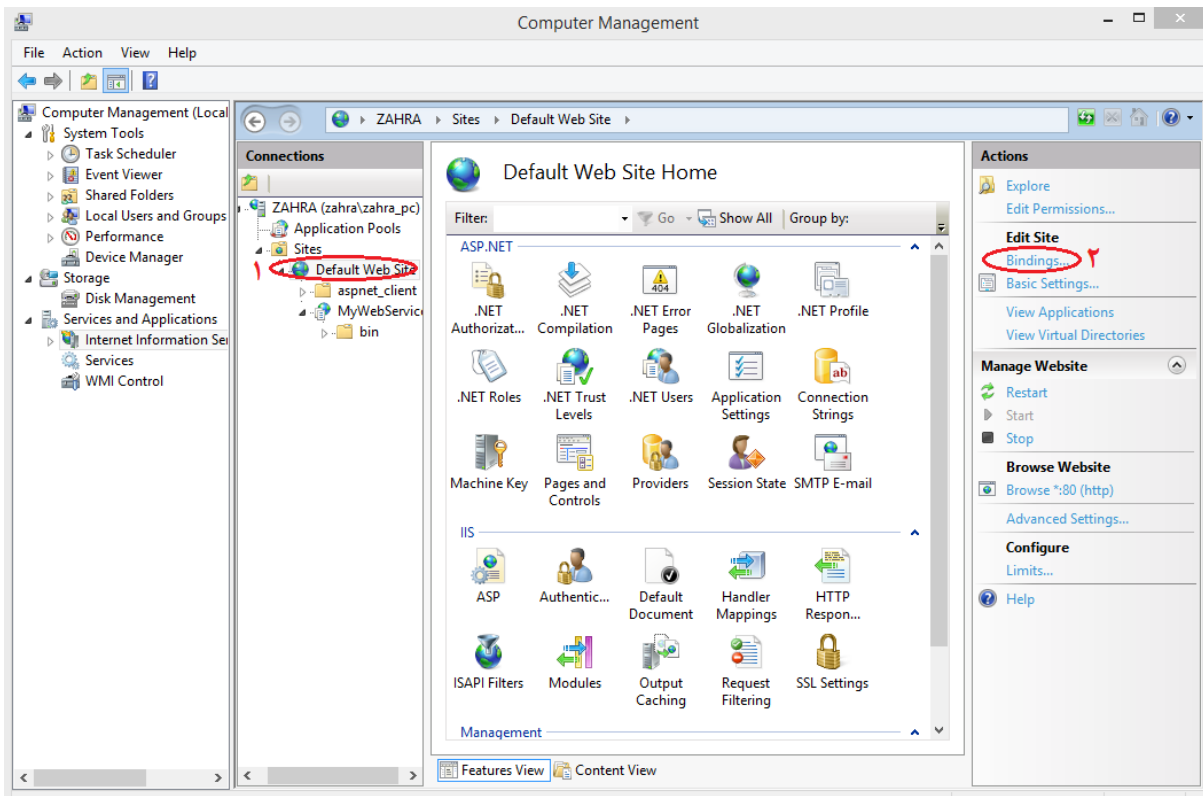 Computer Management
File Action View Help
Computer Management (Local
System Tools
Task Scheduler
Event Viewer
Shared Folders
Local Users and Groups
Performance
Device Manager
Storage
Disk Management
Services and Applications
Internet Information Ser
Services
WMI Control
ZAHRA Sites Default Web Site
Connections
ZAHRA (zahra\zahra_pc)
Application Pools
Sites
۱ Default Web Site
aspnet_client
MyWebService
bin
Default Web Site Home
Filter: Go Show All Group by:
ASP.NET
.NET Authorizat...
.NET Compilation
.NET Error Pages
.NET Globalization
.NET Profile
.NET Roles
.NET Trust Levels
.NET Users
Application Settings
Connection Strings
Machine Key
Pages and Controls
Providers
Session State
SMTP E-mail
IIS
ASP
Authentic...
Default Document
Handler Mappings
HTTP Respon...
ISAPI Filters
Modules
Output Caching
Request Filtering
SSL Settings
Management
Features View Content View
Actions
Explore
Edit Permissions...
Edit Site
Bindings... ۲
Basic Settings...
View Applications
View Virtual Directories
Manage Website
Restart
Start
Stop
Browse Website
Browse *:80 (http)
Advanced Settings...
Configure
Limits...
Help